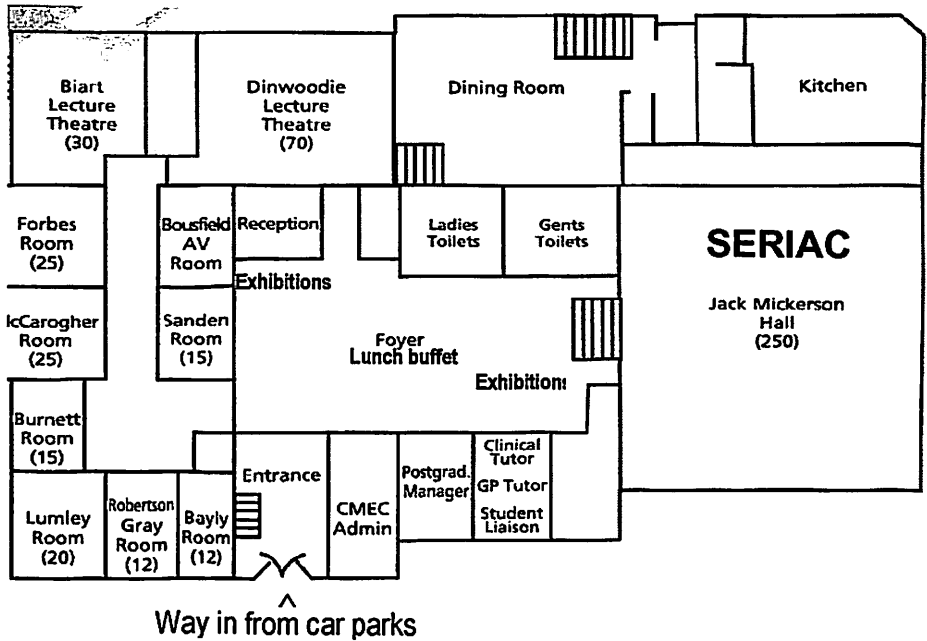 Biart
Lecture
Theatre
(30)
Dinwoodie
Lecture
Theatre
(70)
Dining Room
Kitchen
Forbes
Room
(25)
Bousfield
AV
Room
Reception
Ladies
Toilets
Gents
Toilets
SERIAC
Exhibitions
Jack Mickerson
Hall
(250)
IcCarogher
Room
(25)
Sanden
Room
(15)
Foyer
Lunch buffet
Exhibitions
Burnett
Room
(15)
Entrance
CMEC
Admin
Postgrad.
Manager
Clinical
Tutor
GP Tutor
Student
Liaison
Lumley
Room
(20)
Robertson
Gray
Room
(12)
Bayly
Room
(12)
Way in from car parks